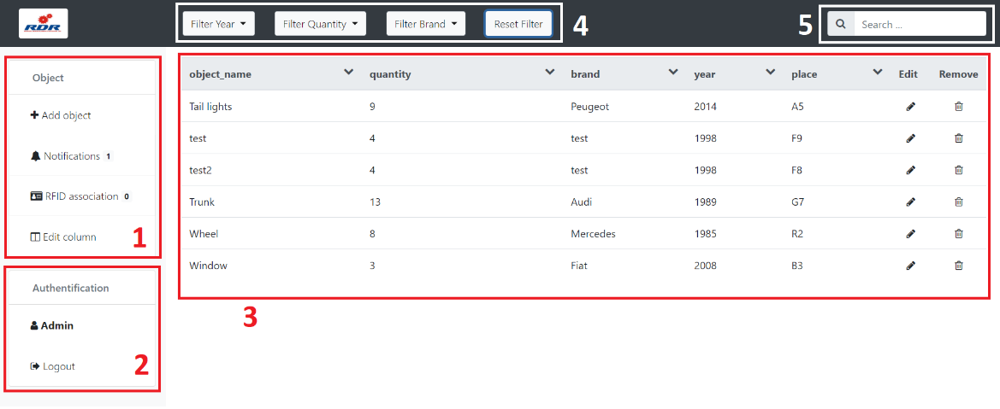 RDR
Filter Year
Filter Quantity
Filter Brand
Reset Filter
4
5
Search ...
Object
Add object
Notifications 1
RFID association 0
Edit column
1
Authentification
Admin
Logout
2
object_name quantity brand year place Edit Remove
Tail lights 9 Peugeot 2014 A5
test 4 test 1998 F9
test2 4 test 1998 F8
Trunk 13 Audi 1989 G7
Wheel 8 Mercedes 1985 R2
Window 3 Fiat 2008 B3
3